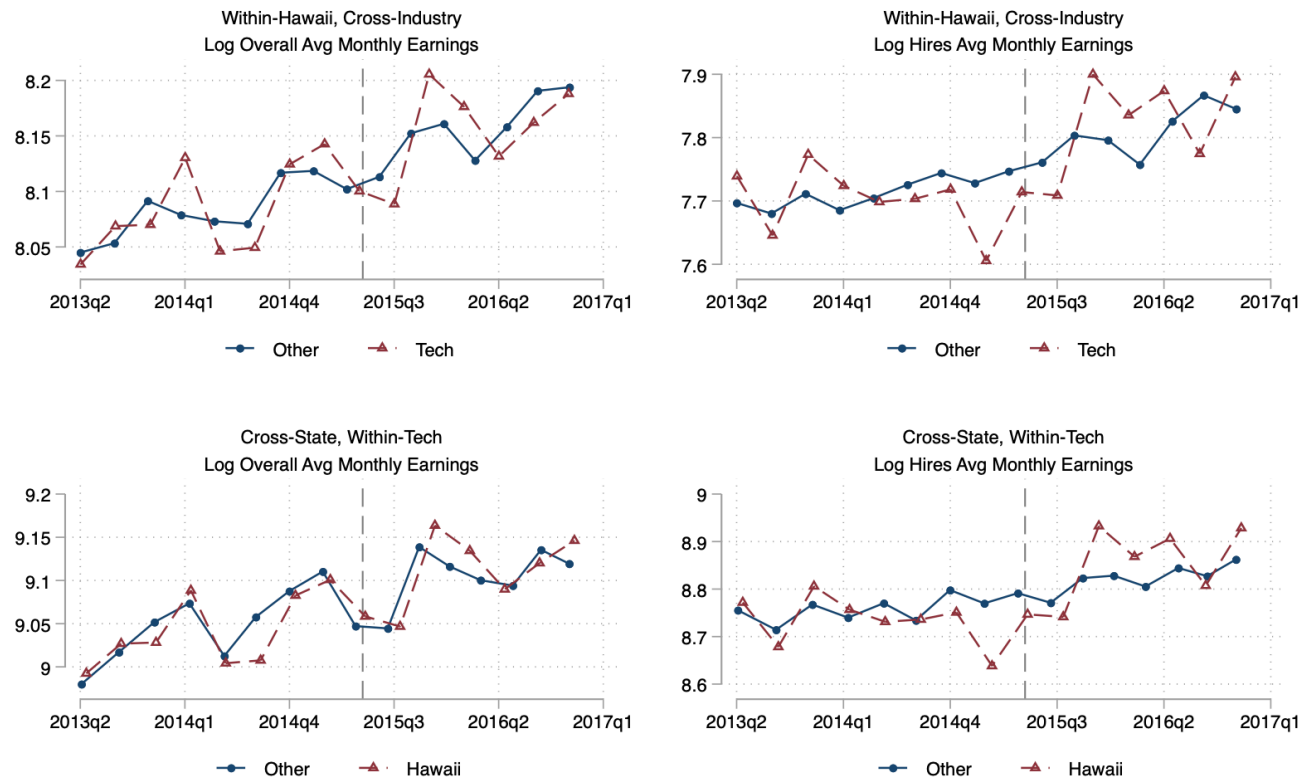 Within-Hawaii, Cross-Industry
Log Overall Avg Monthly Earnings
8.2
8.15
8.1
8.05
2013q2 2014q1 2014q4 2015q3 2016q2 2017q1
Other Tech
Within-Hawaii, Cross-Industry
Log Hires Avg Monthly Earnings
7.9
7.8
7.7
7.6
2013q2 2014q1 2014q4 2015q3 2016q2 2017q1
Other Tech
Cross-State, Within-Tech
Log Overall Avg Monthly Earnings
9.2
9.15
9.1
9.05
9
2013q2 2014q1 2014q4 2015q3 2016q2 2017q1
Other Hawaii
Cross-State, Within-Tech
Log Hires Avg Monthly Earnings
9
8.9
8.8
8.7
8.6
2013q2 2014q1 2014q4 2015q3 2016q2 2017q1
Other Hawaii